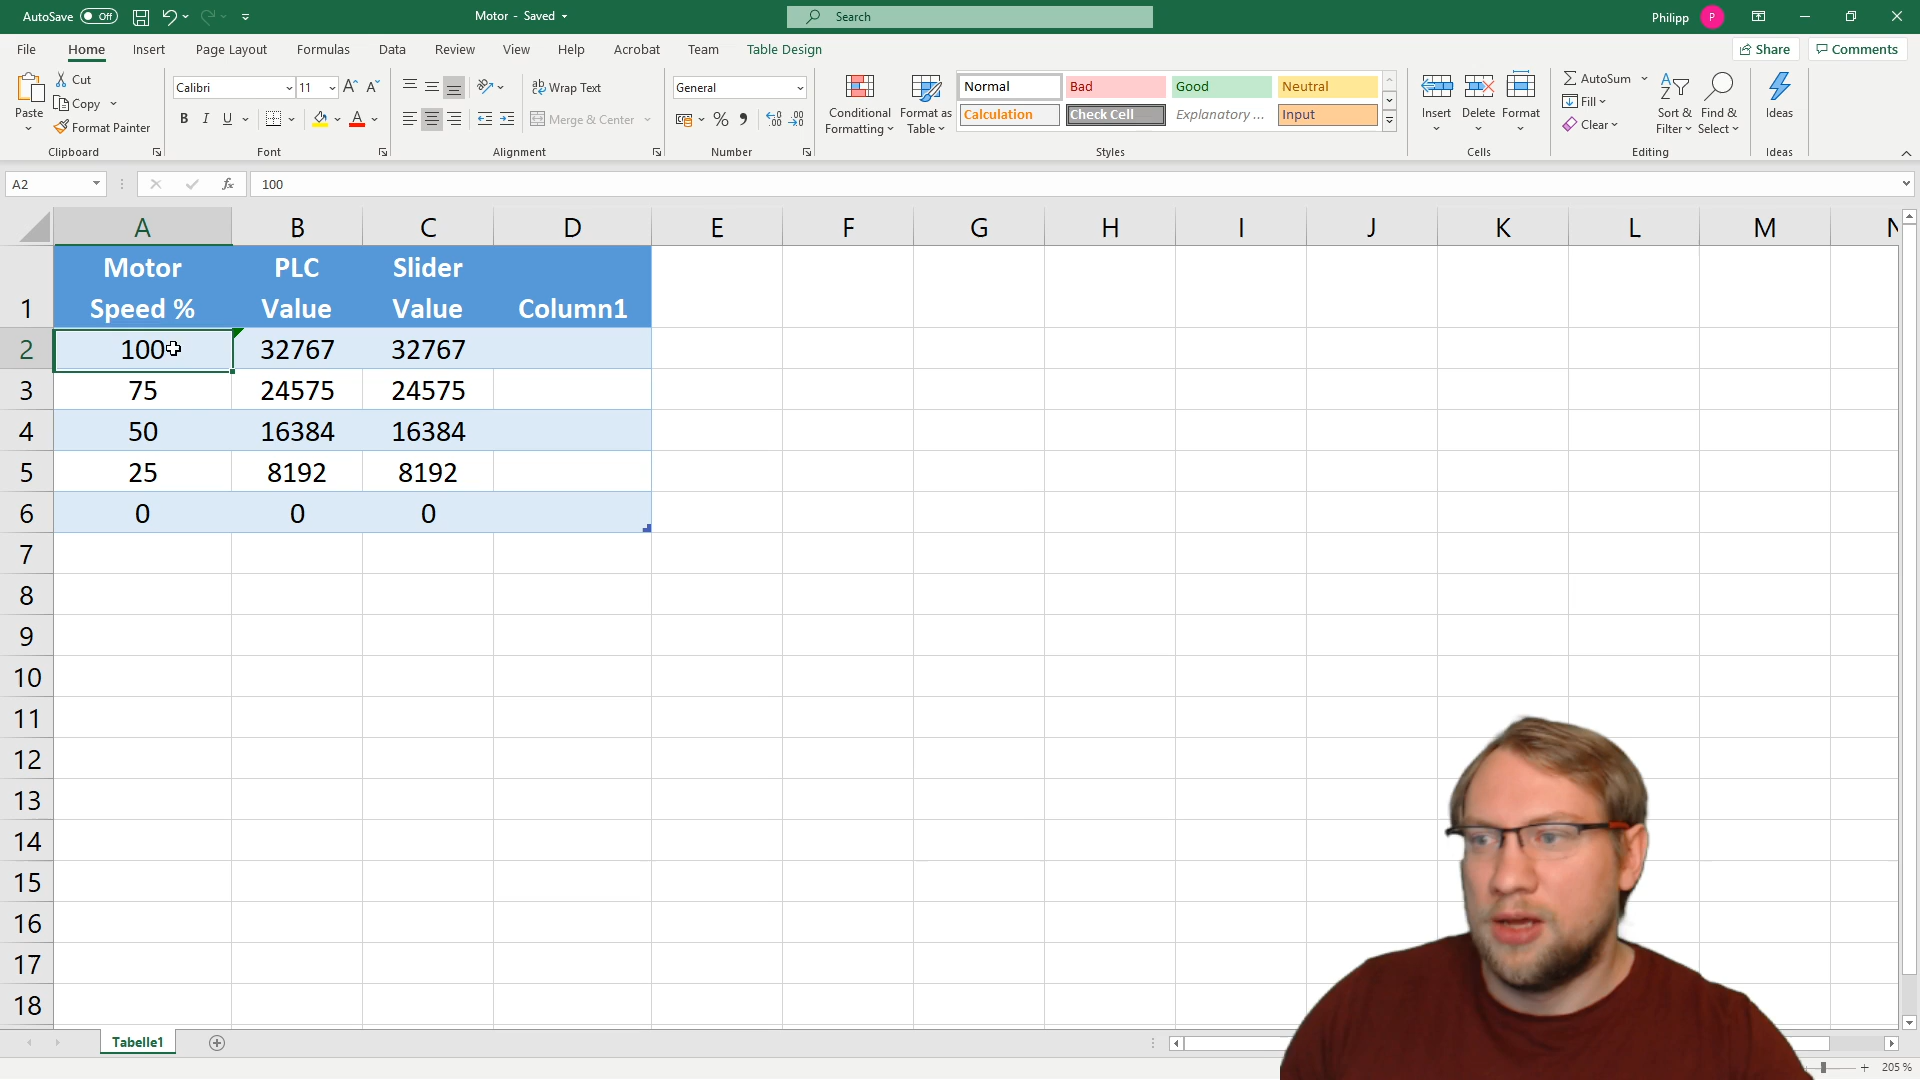 AutoSave Off Motor - Saved Search Philipp P
File Home Insert Page Layout Formulas Data Review View Help Acrobat Team Table Design Share Comments
Paste Cut Copy Format Painter Clipboard
Calibri 11 A A B I U A Font
ab Wrap Text Merge & Center Alignment
General % Number
Conditional Formatting Format as Table Normal Bad Good Neutral Calculation Check Cell Explanatory ... Input Styles
Insert Delete Format Cells
AutoSum Fill Clear Sort & Filter Find & Select Editing
Ideas Ideas
A2 fx 100
A B C D E F G H I J K L M N
1 Motor Speed % PLC Value Slider Value Column1
2 100 32767 32767
3 75 24575 24575
4 50 16384 16384
5 25 8192 8192
6 0 0 0
7
8
9
10
11
12
13
14
15
16
17
18
Tabelle1
205 %